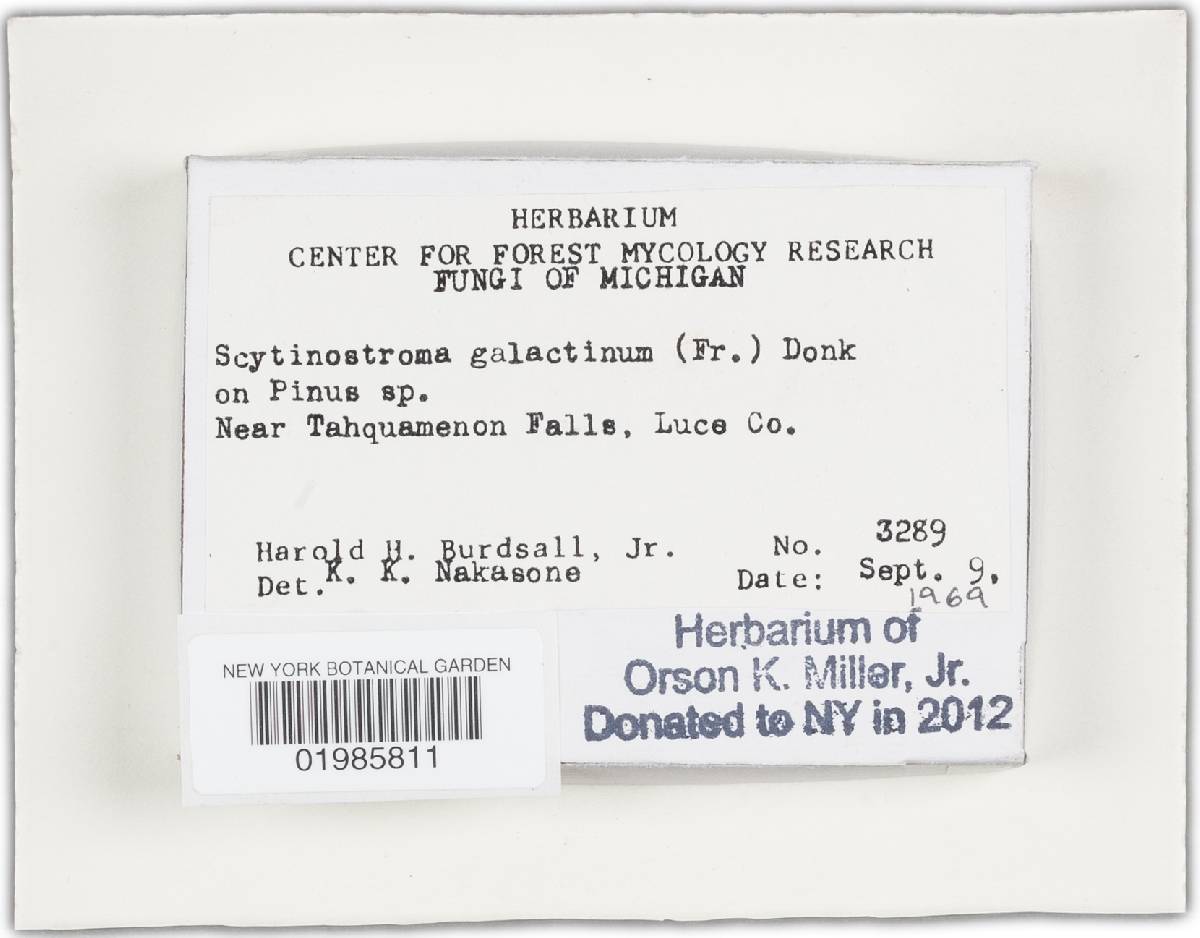 HERBARIUM
CENTER FOR FOREST MYCOLOGY RESEARCH
FUNGI OF MICHIGAN
Scytinostroma galactinum (Fr.) Donk
on Pinus sp.
Near Tahquamenon Falls, Luce Co.
Harold H. Burdsall, Jr. No. 3289
Det. K. K. Nakasone Date: Sept. 9,
1969
Herbarium of
Orson K. Miller, Jr.
Donated to NY in 2012
NEW YORK BOTANICAL GARDEN
01985811